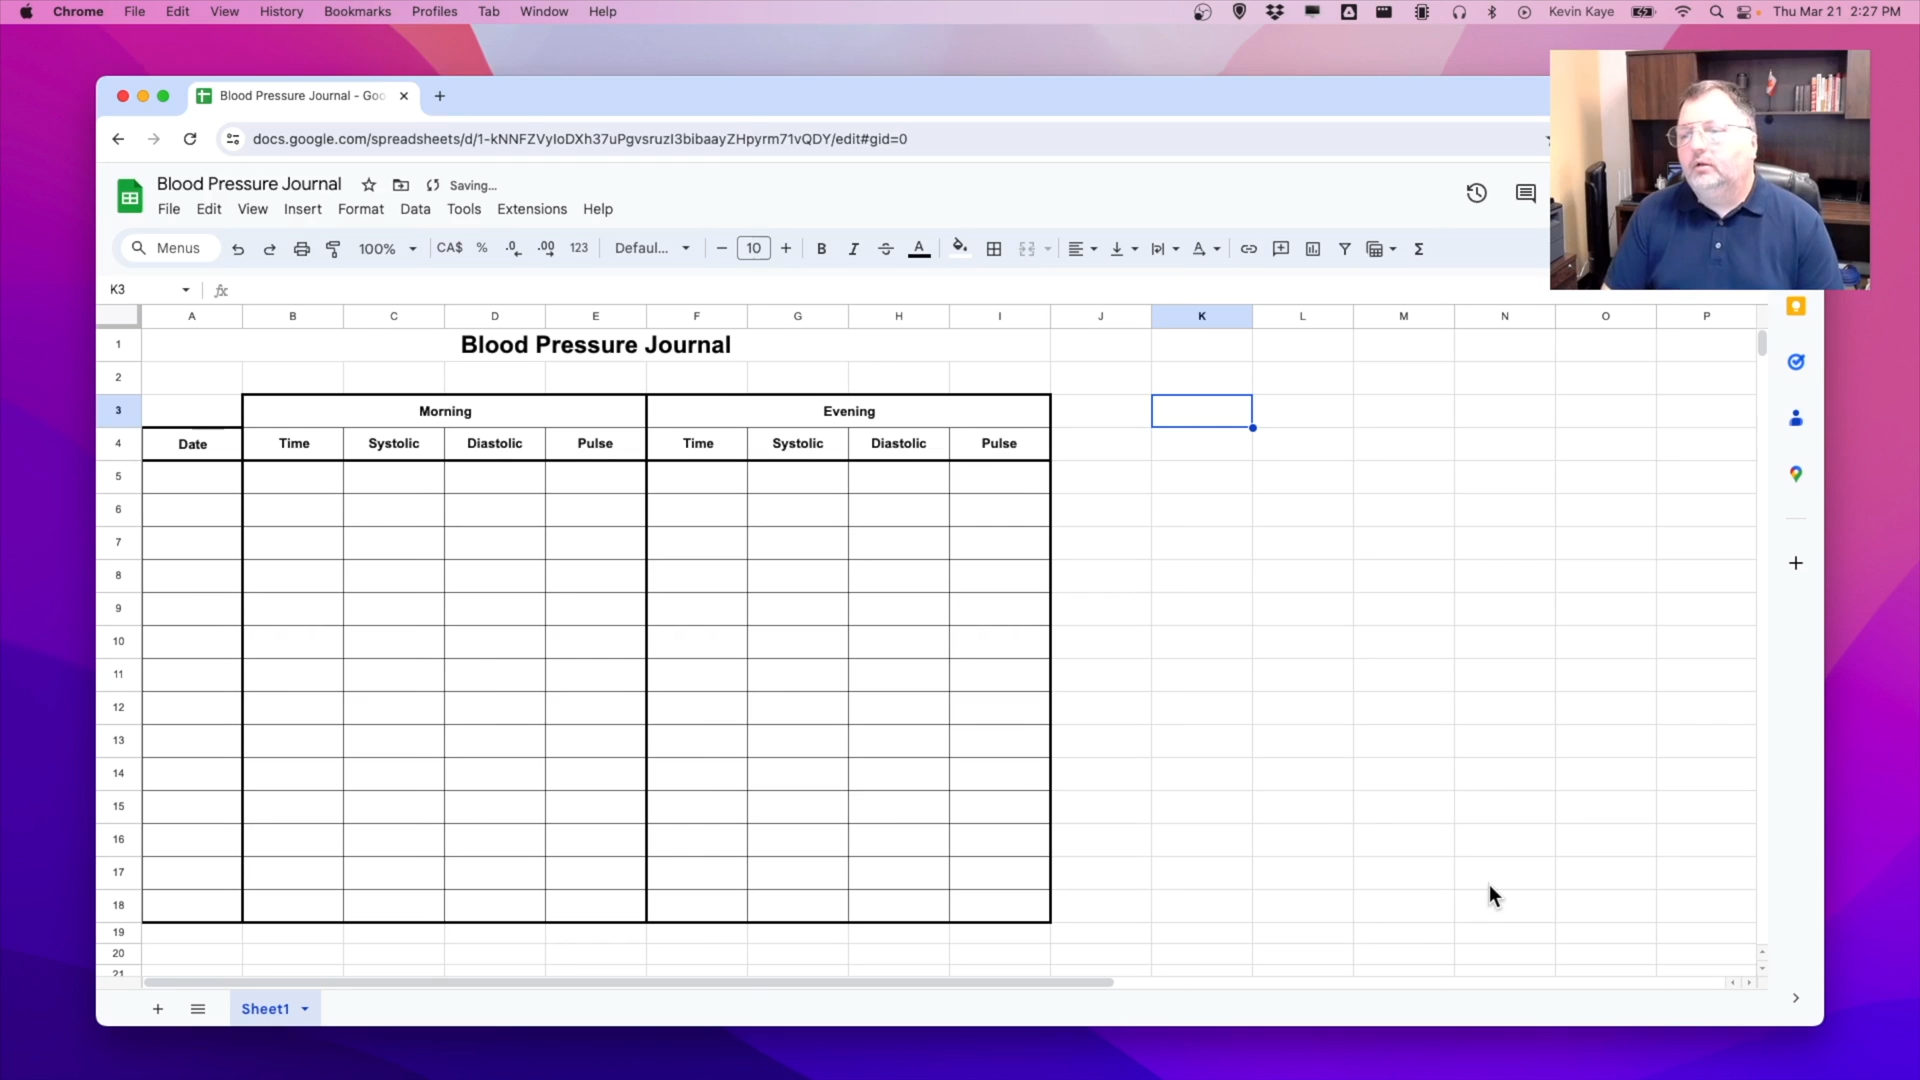 Chrome File Edit View History Bookmarks Profiles Tab Window Help Kevin Kaye Thu Mar 21 2:27 PM
Blood Pressure Journal - Goo
docs.google.com/spreadsheets/d/1-kNNFZVyIoDXh37uPgvsruzI3bibaayZHpyrm71vQDY/edit#gid=0
Blood Pressure Journal Saving...
File Edit View Insert Format Data Tools Extensions Help
Menus 100% CA$ % .0 .00 123 Defaul... 10 B I A Σ
K3 fx
A B C D E F G H I J K L M N O P
1 Blood Pressure Journal
2
3 Morning Evening
4 Date Time Systolic Diastolic Pulse Time Systolic Diastolic Pulse
5
6
7
8
9
10
11
12
13
14
15
16
17
18
19
20
21
Sheet1